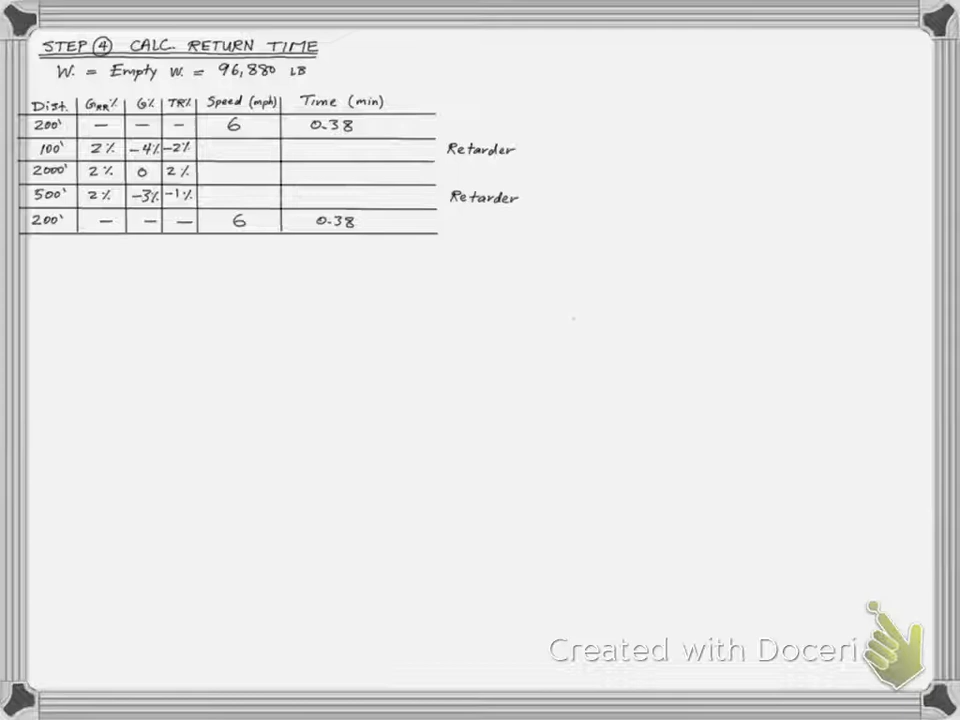 STEP ④ CALC. RETURN TIME
W. = Empty W. = 96,880 LB
Dist. GRR% G% TR% Speed (mph) Time (min)
200' — — — 6 0.38
100' 2% -4% -2% Retarder
2000' 2% 0 2%
500' 2% -3% -1% Retarder
200' — — — 6 0.38
Created with Doceri